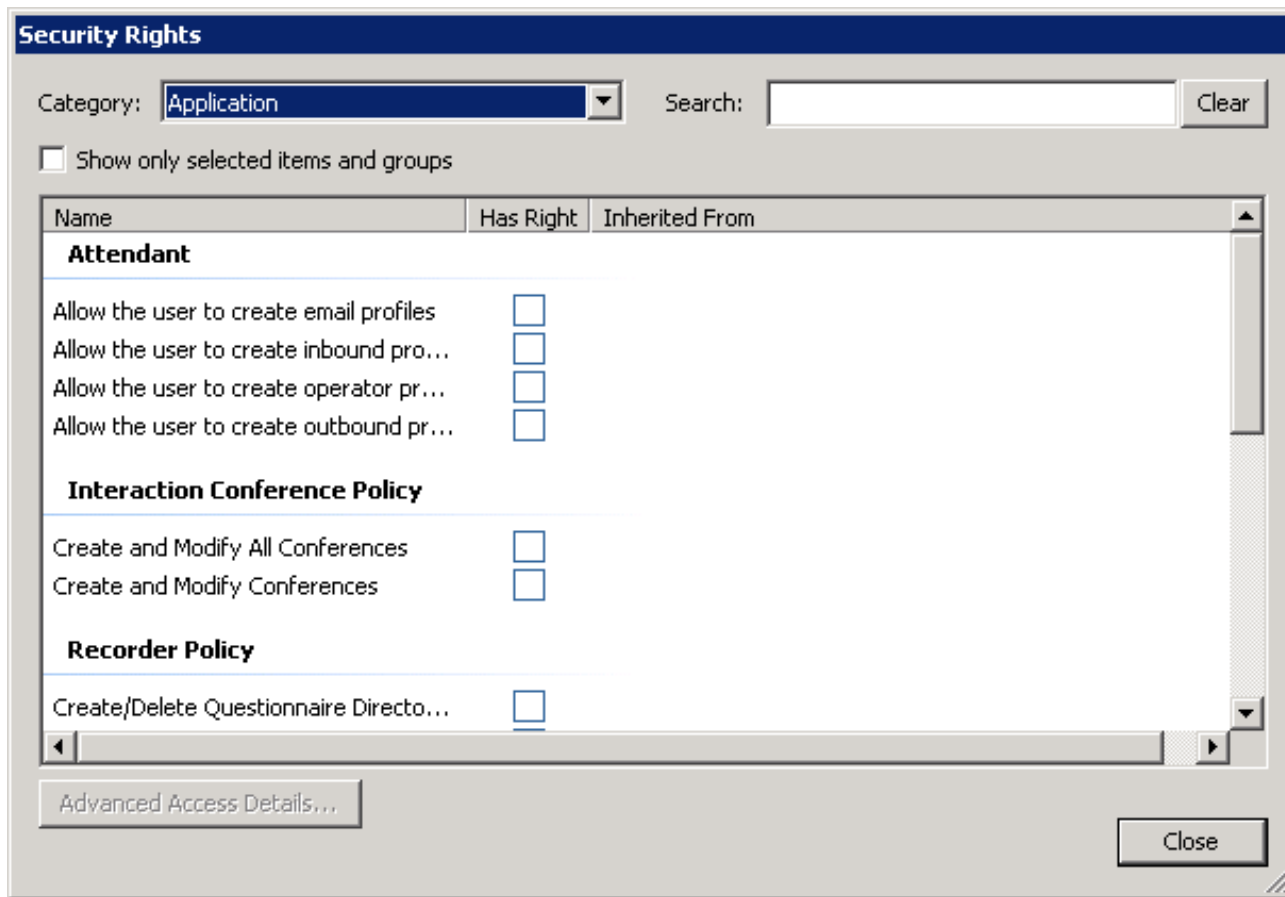 Security Rights
Category: Application Search: Clear
Show only selected items and groups
Name Has Right Inherited From
Attendant
Allow the user to create email profiles
Allow the user to create inbound pro...
Allow the user to create operator pr...
Allow the user to create outbound pr...
Interaction Conference Policy
Create and Modify All Conferences
Create and Modify Conferences
Recorder Policy
Create/Delete Questionnaire Directo...
Advanced Access Details...
Close